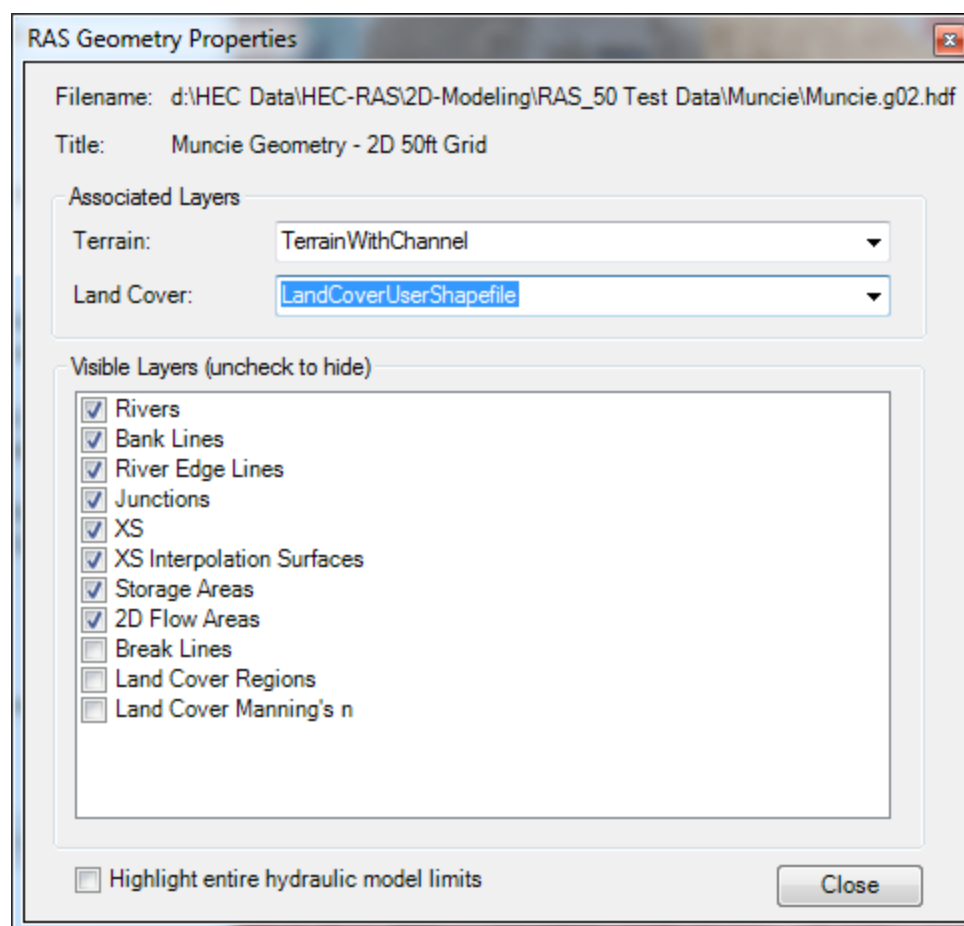 RAS Geometry Properties
Filename: d:\HEC Data\HEC-RAS\2D-Modeling\RAS_50 Test Data\Muncie\Muncie.g02.hdf
Title: Muncie Geometry - 2D 50ft Grid
Associated Layers
Terrain: TerrainWithChannel
Land Cover: LandCoverUserShapefile
Visible Layers (uncheck to hide)
Rivers
Bank Lines
River Edge Lines
Junctions
XS
XS Interpolation Surfaces
Storage Areas
2D Flow Areas
Break Lines
Land Cover Regions
Land Cover Manning's n
Highlight entire hydraulic model limits
Close